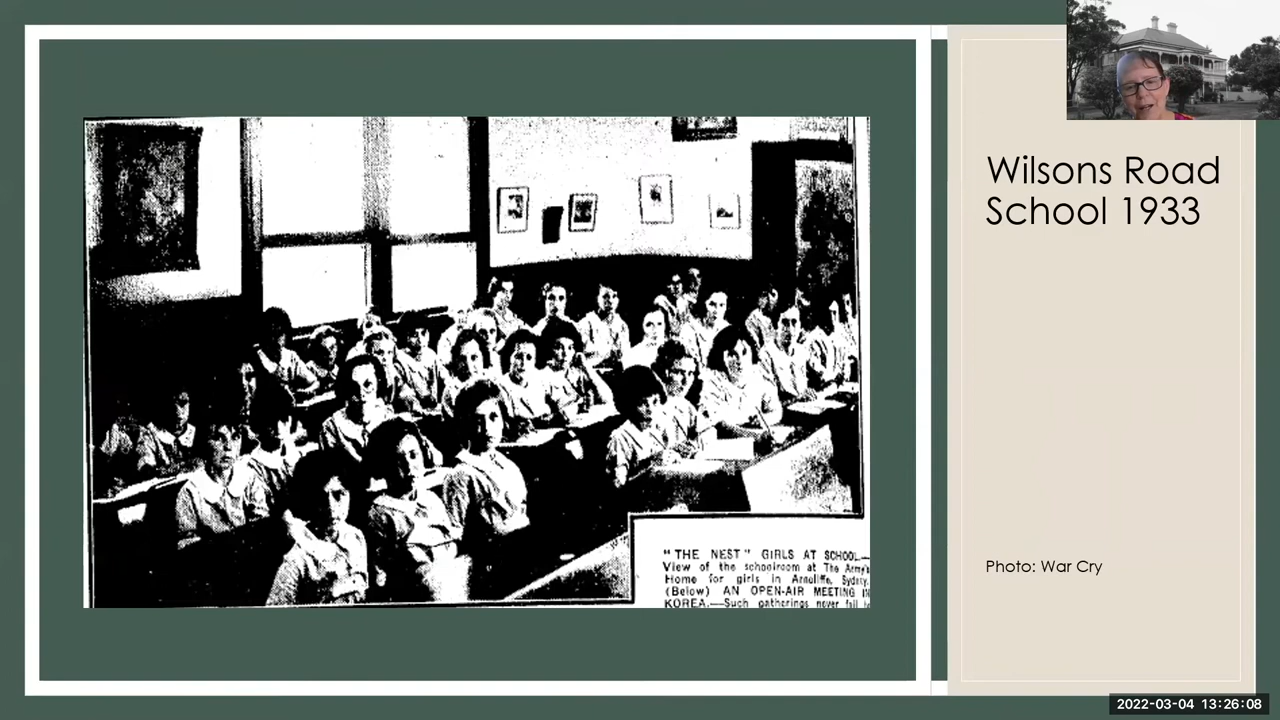 Wilsons Road
School 1933
"THE NEST" GIRLS AT SCHOOL.—
View of the schoolroom at The Army's
Home for girls in Arncliffe, Sydney.
(Below) AN OPEN-AIR MEETING IN
KOREA.—Such gatherings never fail
Photo: War Cry
2022-03-04 13:26:08